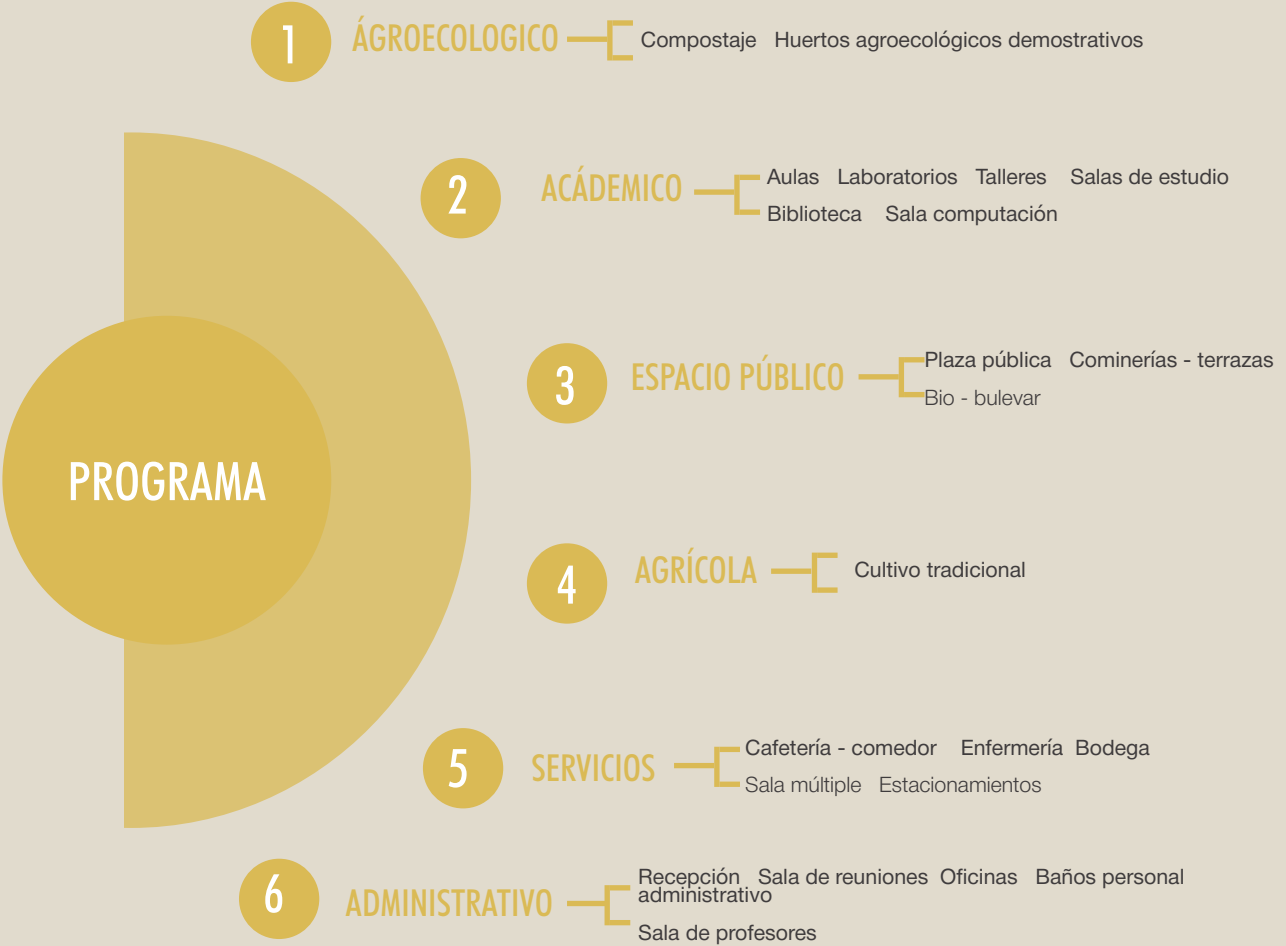 1 ÁGROECOLOGICO Compostaje Huertos agroecológicos demostrativos
2 ACÁDEMICO Aulas Laboratorios Talleres Salas de estudio
Biblioteca Sala computación
3 ESPACIO PÚBLICO Plaza pública Cominerías - terrazas
Bio - bulevar
PROGRAMA
4 AGRÍCOLA Cultivo tradicional
5 SERVICIOS Cafetería - comedor Enfermería Bodega
Sala múltiple Estacionamientos
6 ADMINISTRATIVO Recepción Sala de reuniones Oficinas Baños personal
administrativo
Sala de profesores